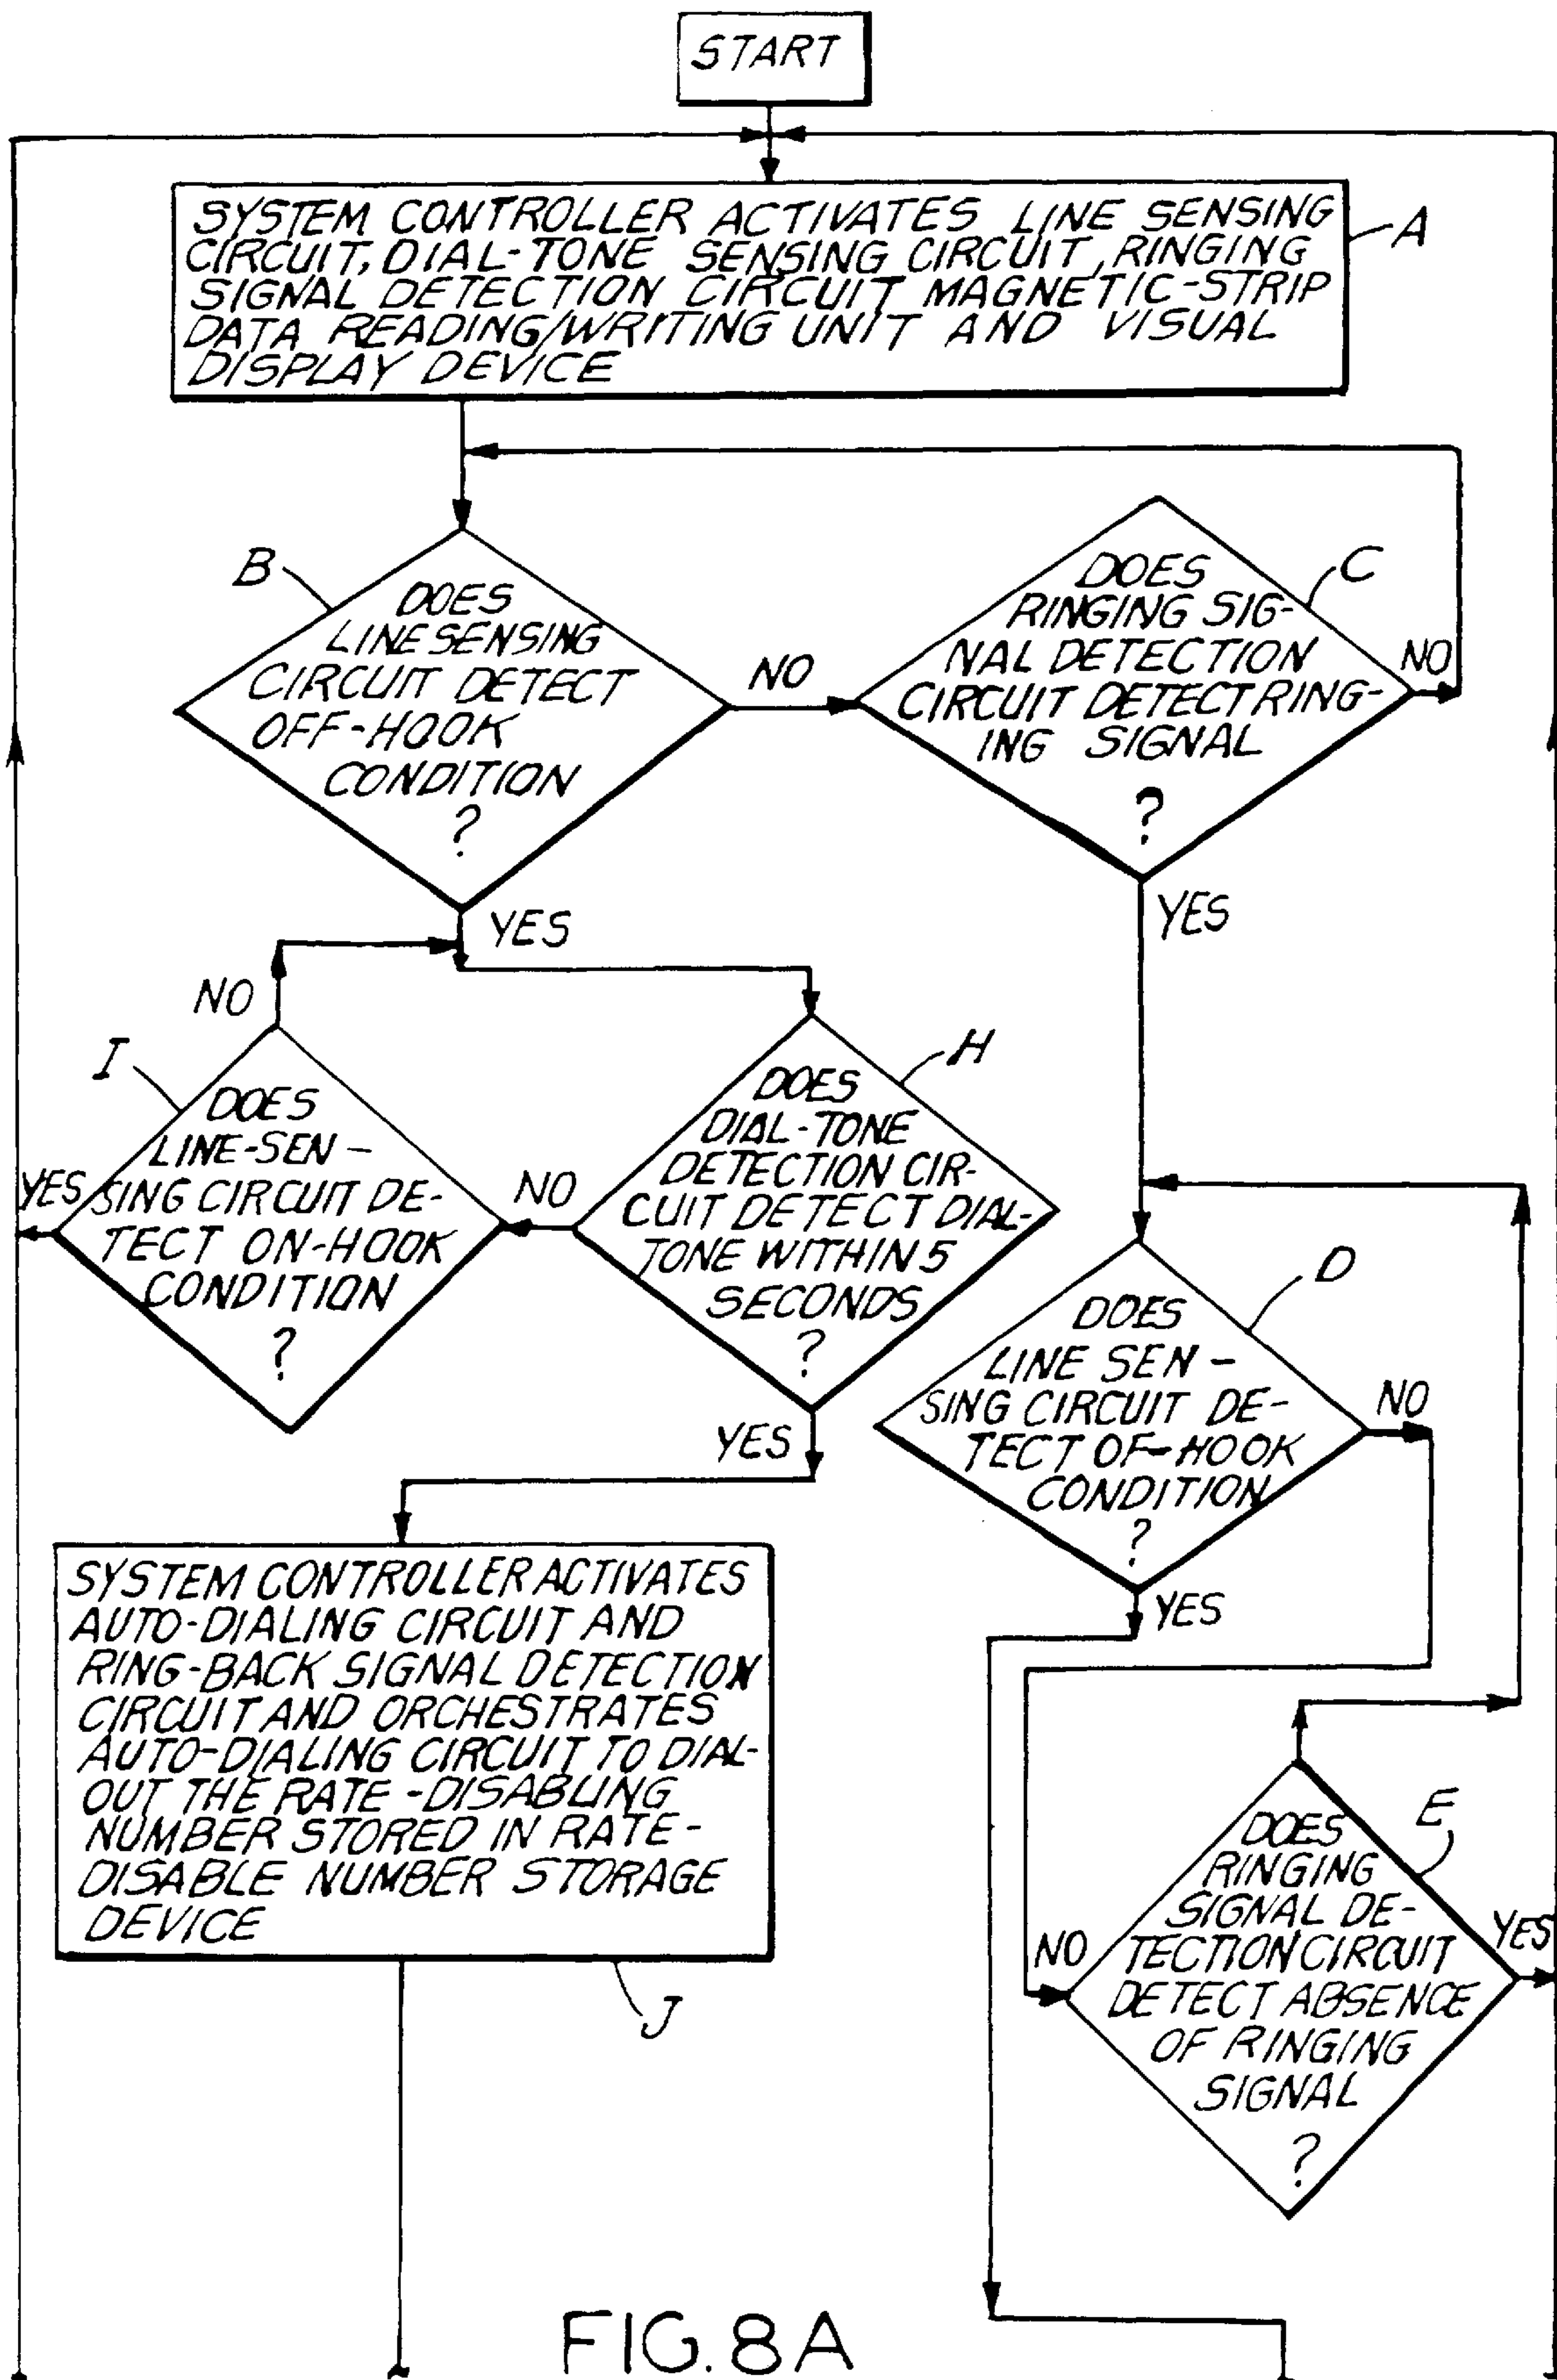 START
SYSTEM CONTROLLER ACTIVATES LINE SENSING
CIRCUIT, DIAL-TONE SENSING CIRCUIT, RINGING
SIGNAL DETECTION CIRCUIT MAGNETIC-STRIP
DATA READING/WRITING UNIT AND VISUAL
DISPLAY DEVICE
A
B
DOES
LINE SENSING
CIRCUIT DETECT
OFF-HOOK
CONDITION
?
NO
YES
C
DOES
RINGING SIG-
NAL DETECTION
CIRCUIT DETECT RING-
ING SIGNAL
?
NO
YES
NO
I
DOES
LINE-SEN-
SING CIRCUIT DE-
TECT ON-HOOK
CONDITION
?
YES
NO
H
DOES
DIAL-TONE
DETECTION CIR-
CUIT DETECT DIAL-
TONE WITHIN 5
SECONDS
?
YES
D
DOES
LINE SEN-
SING CIRCUIT DE-
TECT OF-HOOK
CONDITION
?
NO
YES
SYSTEM CONTROLLER ACTIVATES
AUTO-DIALING CIRCUIT AND
RING-BACK SIGNAL DETECTION
CIRCUIT AND ORCHESTRATES
AUTO-DIALING CIRCUIT TO DIAL-
OUT THE RATE-DISABLING
NUMBER STORED IN RATE-
DISABLE NUMBER STORAGE
DEVICE
J
E
DOES
RINGING
SIGNAL DE-
TECTION CIRCUIT
DETECT ABSENCE
OF RINGING
SIGNAL
?
NO
YES
FIG. 8A